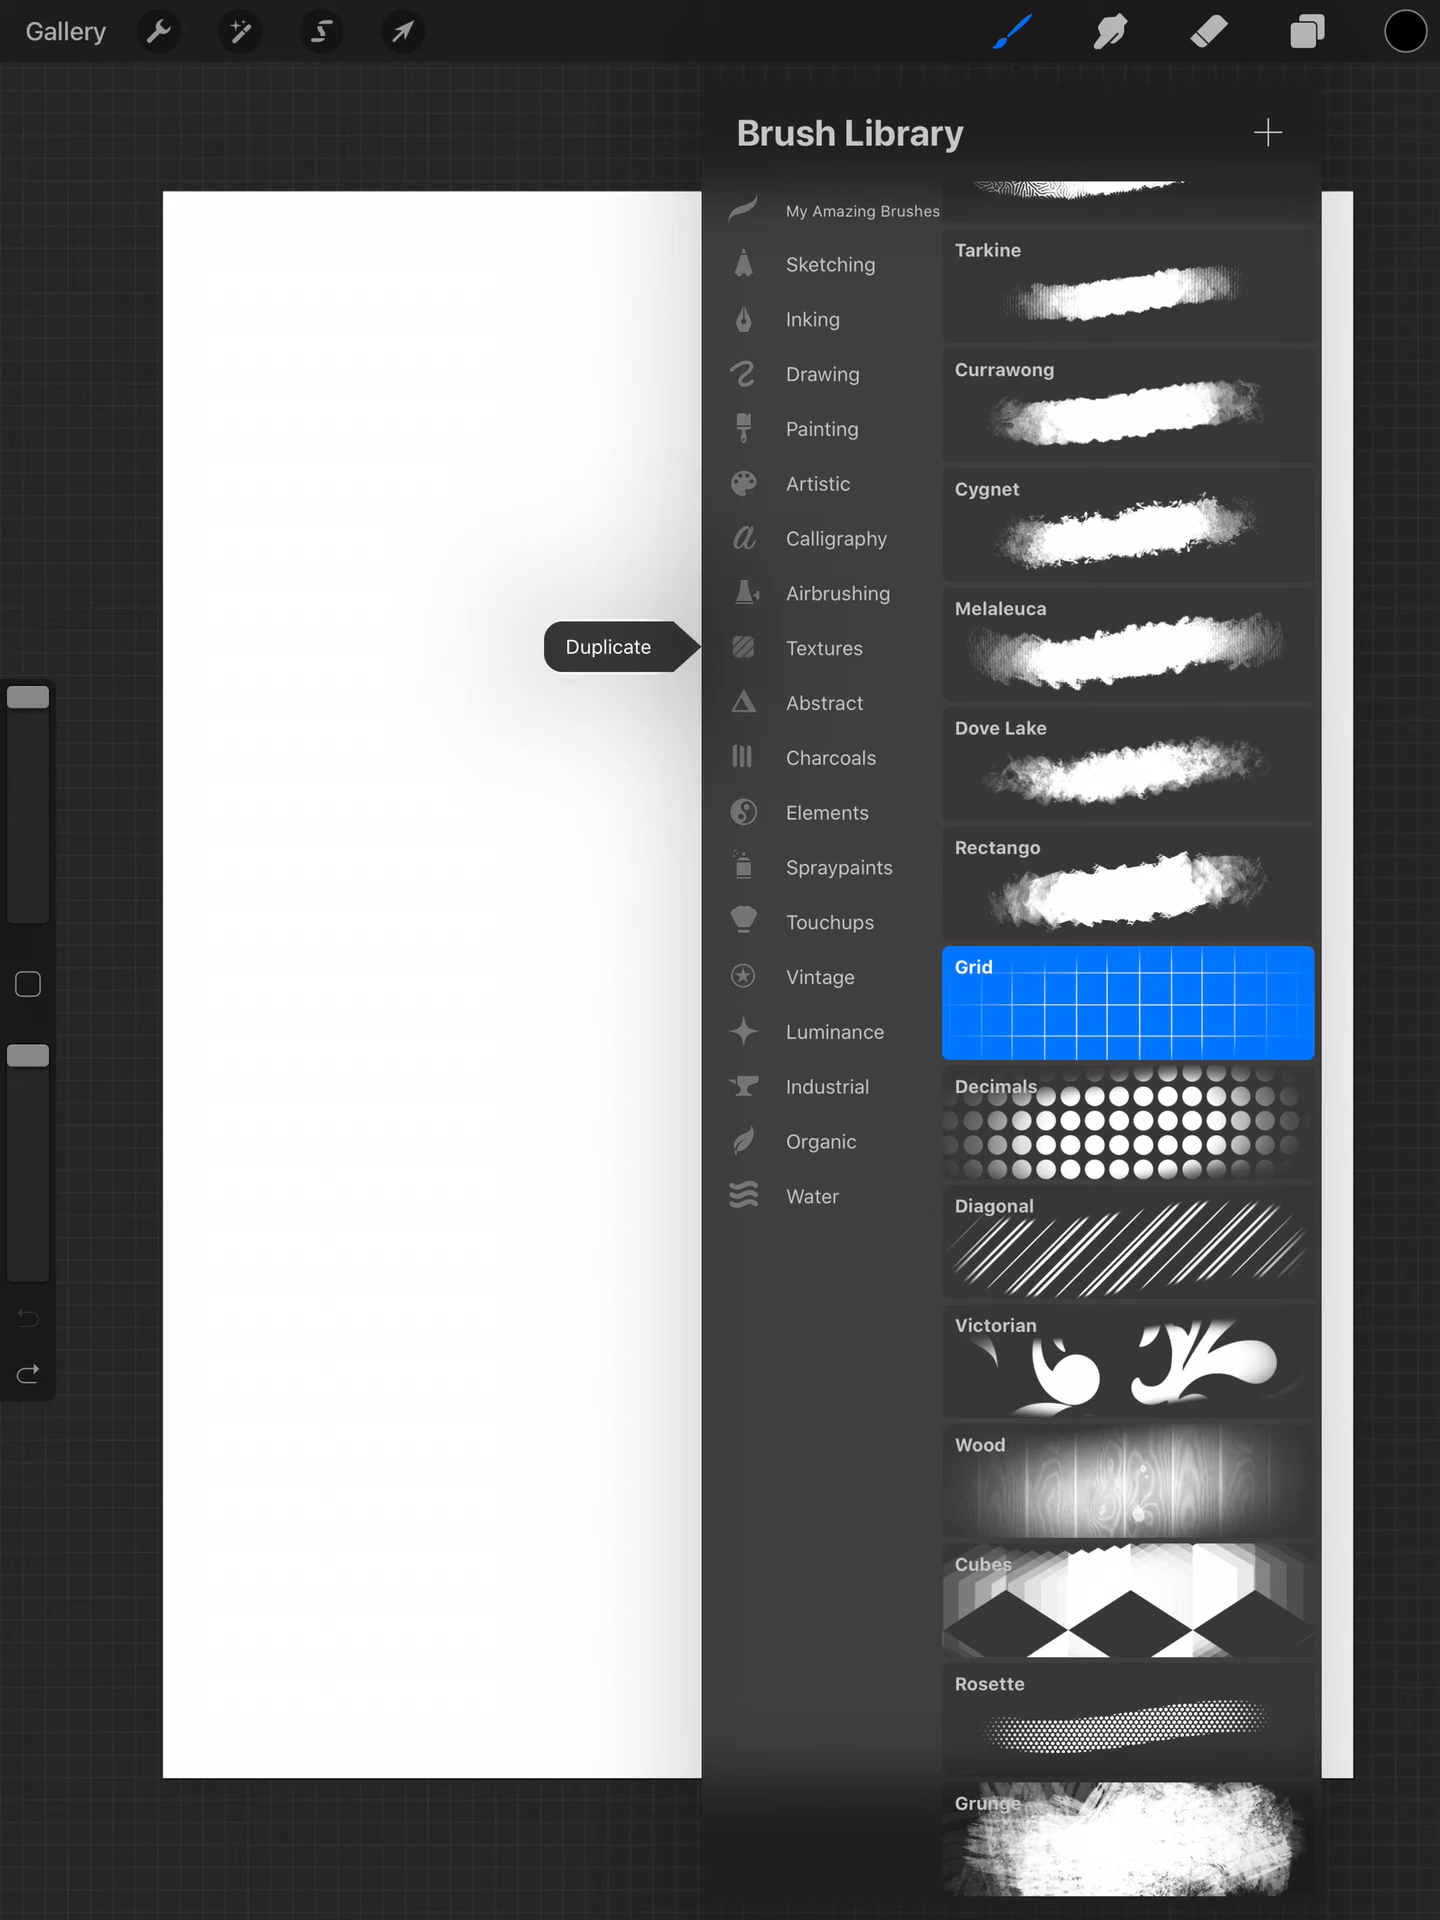 Gallery
Brush Library
My Amazing Brushes
Sketching
Inking
Drawing
Painting
Artistic
Calligraphy
Airbrushing
Textures
Abstract
Charcoals
Elements
Spraypaints
Touchups
Vintage
Luminance
Industrial
Organic
Water
Duplicate
Tarkine
Currawong
Cygnet
Melaleuca
Dove Lake
Rectango
Grid
Decimals
Diagonal
Victorian
Wood
Cubes
Rosette
Grunge